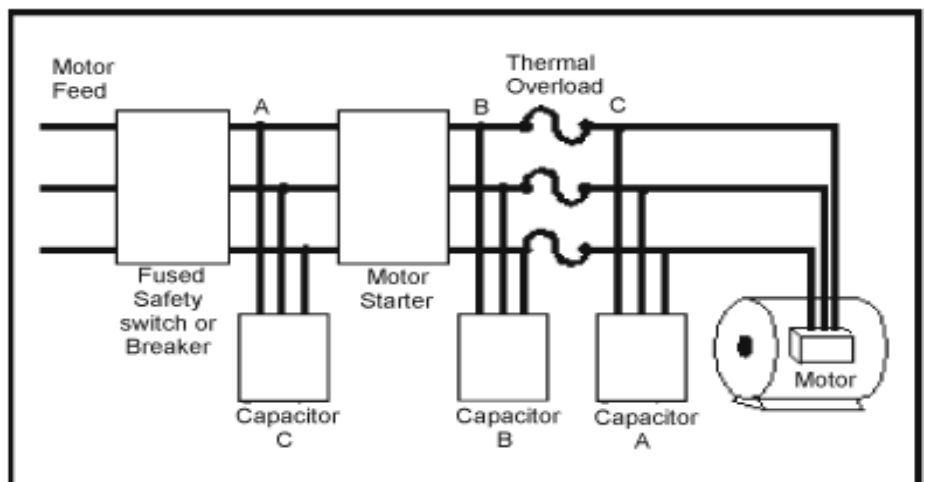 Motor
Feed
Thermal
Overload
A
B
C
Fused
Safety
switch or
Breaker
Motor
Starter
Capacitor
C
Capacitor
B
Capacitor
A
Motor